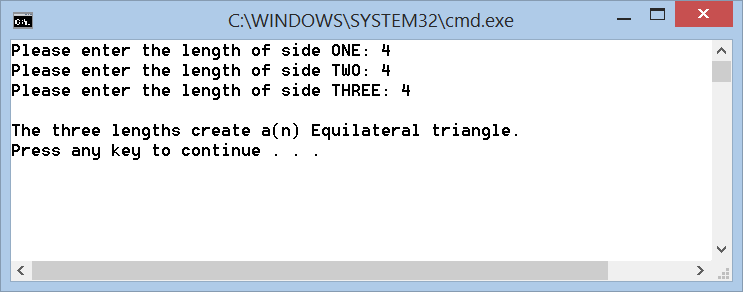 C:\WINDOWS\SYSTEM32\cmd.exe
Please enter the length of side ONE: 4
Please enter the length of side TWO: 4
Please enter the length of side THREE: 4
The three lengths create a(n) Equilateral triangle.
Press any key to continue . . .